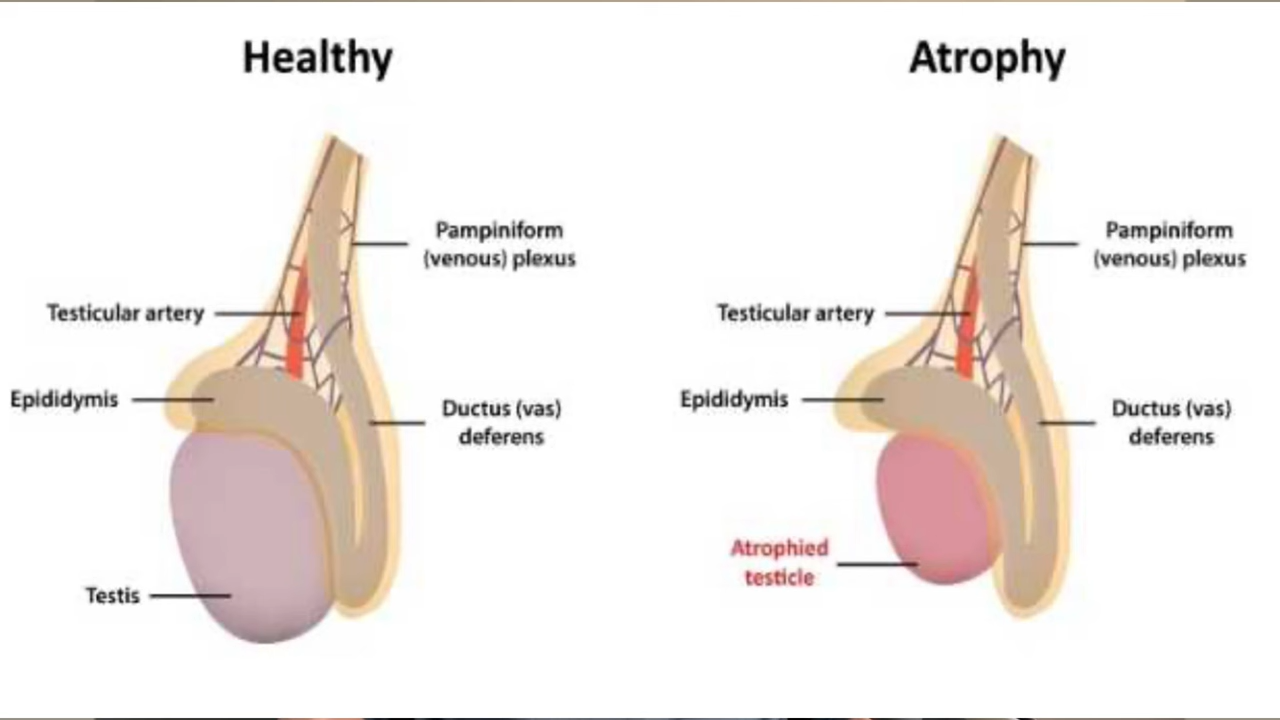 Healthy
Pampiniform
(venous) plexus
Testicular artery
Epididymis
Ductus (vas)
deferens
Testis
Atrophy
Pampiniform
(venous) plexus
Testicular artery
Epididymis
Ductus (vas)
deferens
Atrophied
testicle